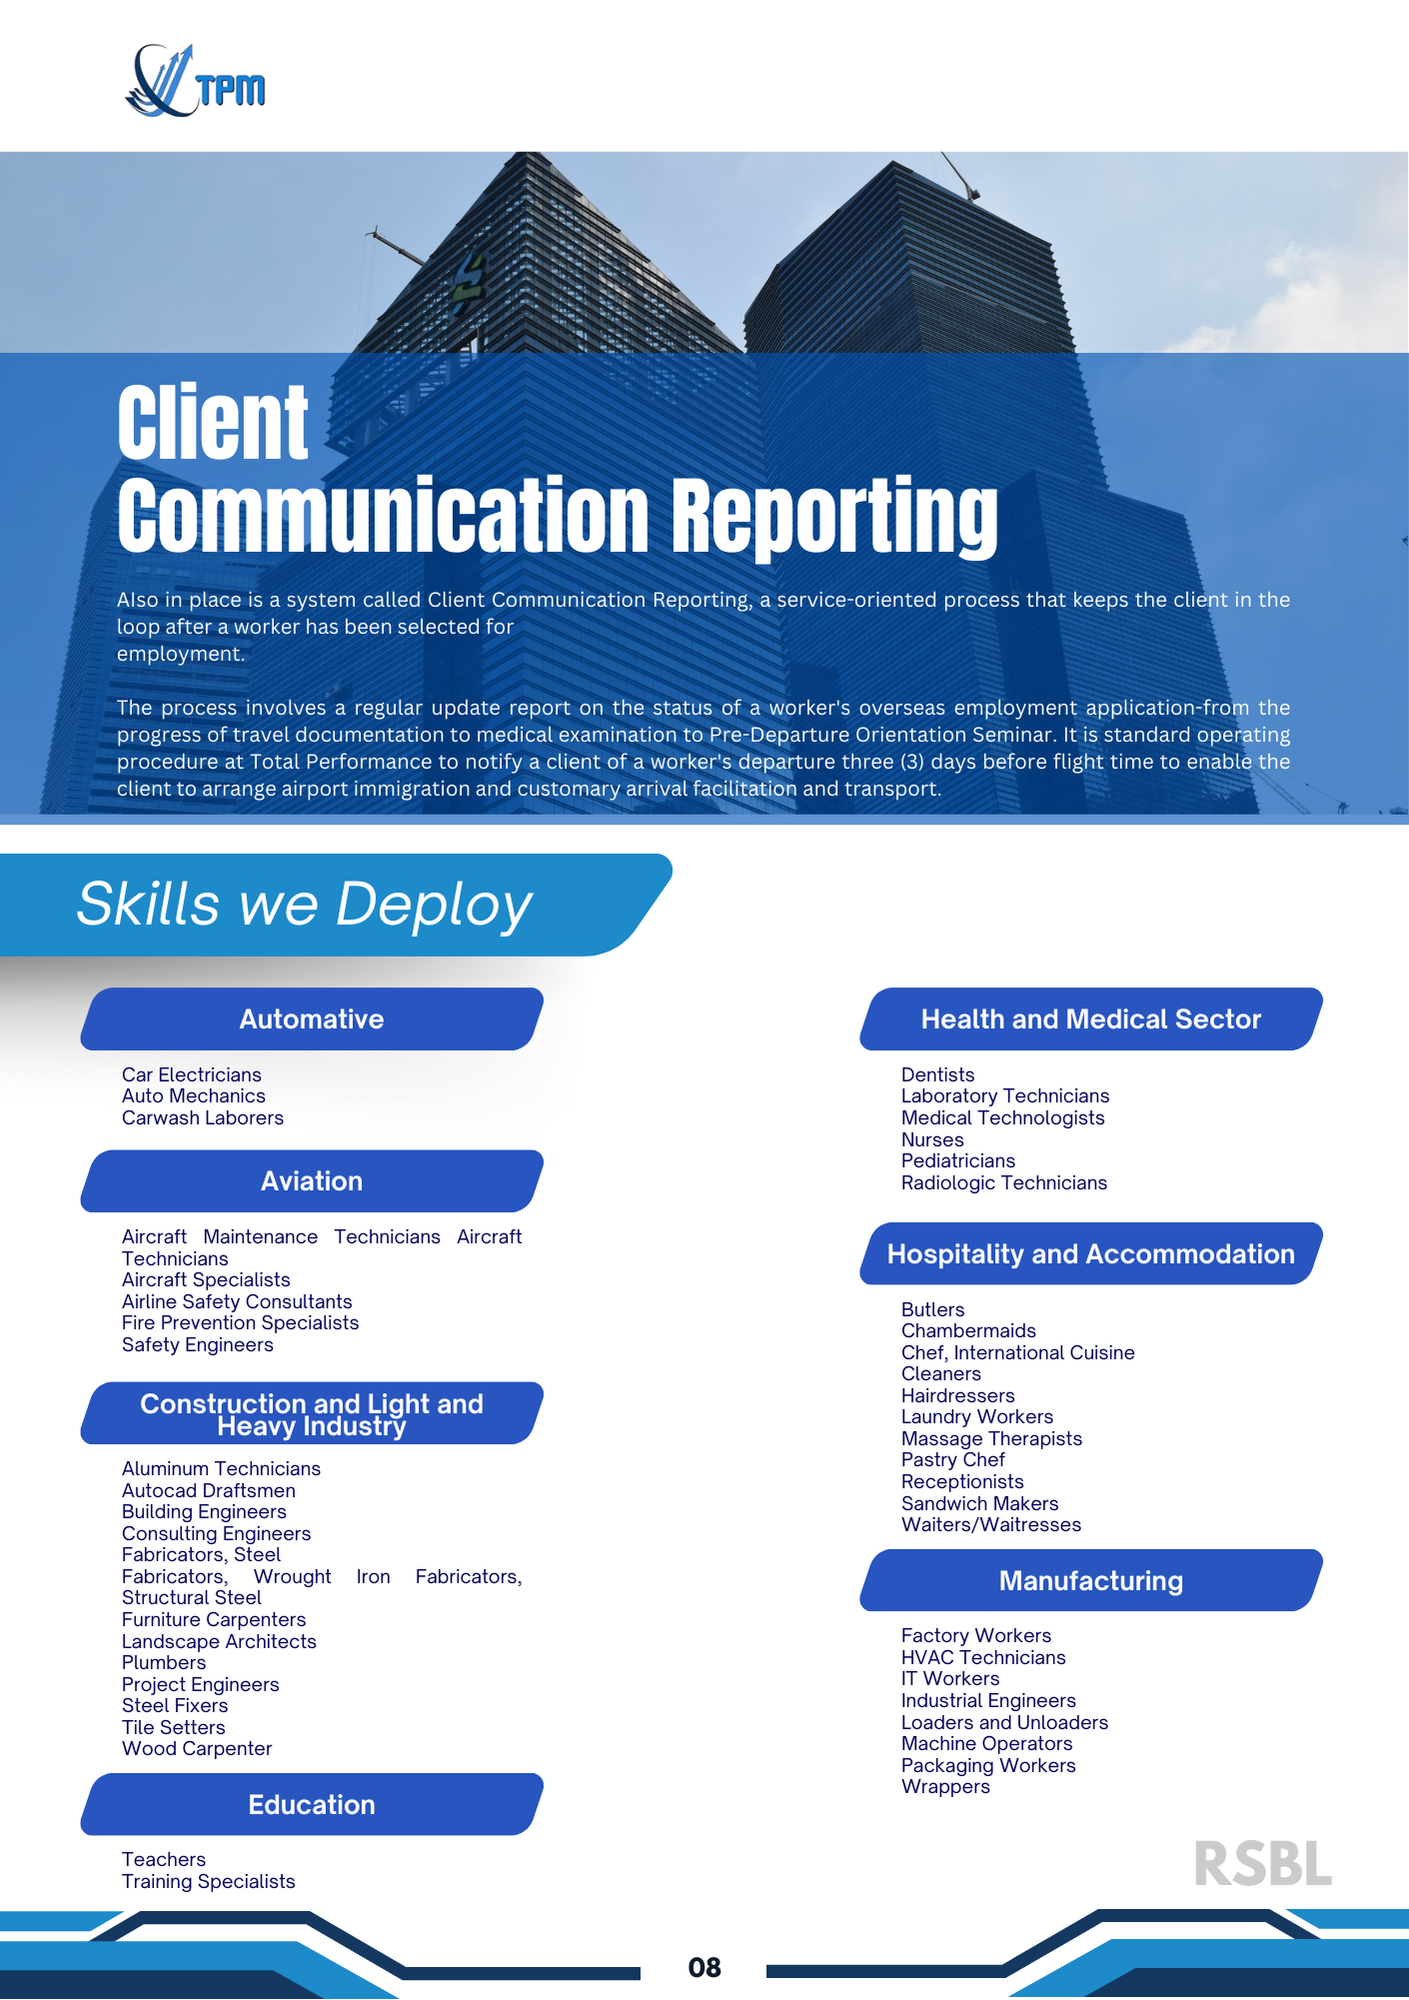 TPM
Client
Communication Reporting
Also in place is a system called Client Communication Reporting, a service-oriented process that keeps the client in the
loop after a worker has been selected for
employment.
The process involves a regular update report on the status of a worker's overseas employment application-from the
progress of travel documentation to medical examination to Pre-Departure Orientation Seminar. It is standard operating
procedure at Total Performance to notify a client of a worker's departure three (3) days before flight time to enable the
client to arrange airport immigration and customary arrival facilitation and transport.
Skills we Deploy
Automative
Car Electricians
Auto Mechanics
Carwash Laborers
Aviation
Aircraft Maintenance Technicians Aircraft
Technicians
Aircraft Specialists
Airline Safety Consultants
Fire Prevention Specialists
Safety Engineers
Construction and Light and
Heavy Industry
Aluminum Technicians
Autocad Draftsmen
Building Engineers
Consulting Engineers
Fabricators, Steel
Fabricators, Wrought Iron Fabricators,
Structural Steel
Furniture Carpenters
Landscape Architects
Plumbers
Project Engineers
Steel Fixers
Tile Setters
Wood Carpenter
Education
Teachers
Training Specialists
Health and Medical Sector
Dentists
Laboratory Technicians
Medical Technologists
Nurses
Pediatricians
Radiologic Technicians
Hospitality and Accommodation
Butlers
Chambermaids
Chef, International Cuisine
Cleaners
Hairdressers
Laundry Workers
Massage Therapists
Pastry Chef
Receptionists
Sandwich Makers
Waiters/Waitresses
Manufacturing
Factory Workers
HVAC Technicians
IT Workers
Industrial Engineers
Loaders and Unloaders
Machine Operators
Packaging Workers
Wrappers
RSBL
08